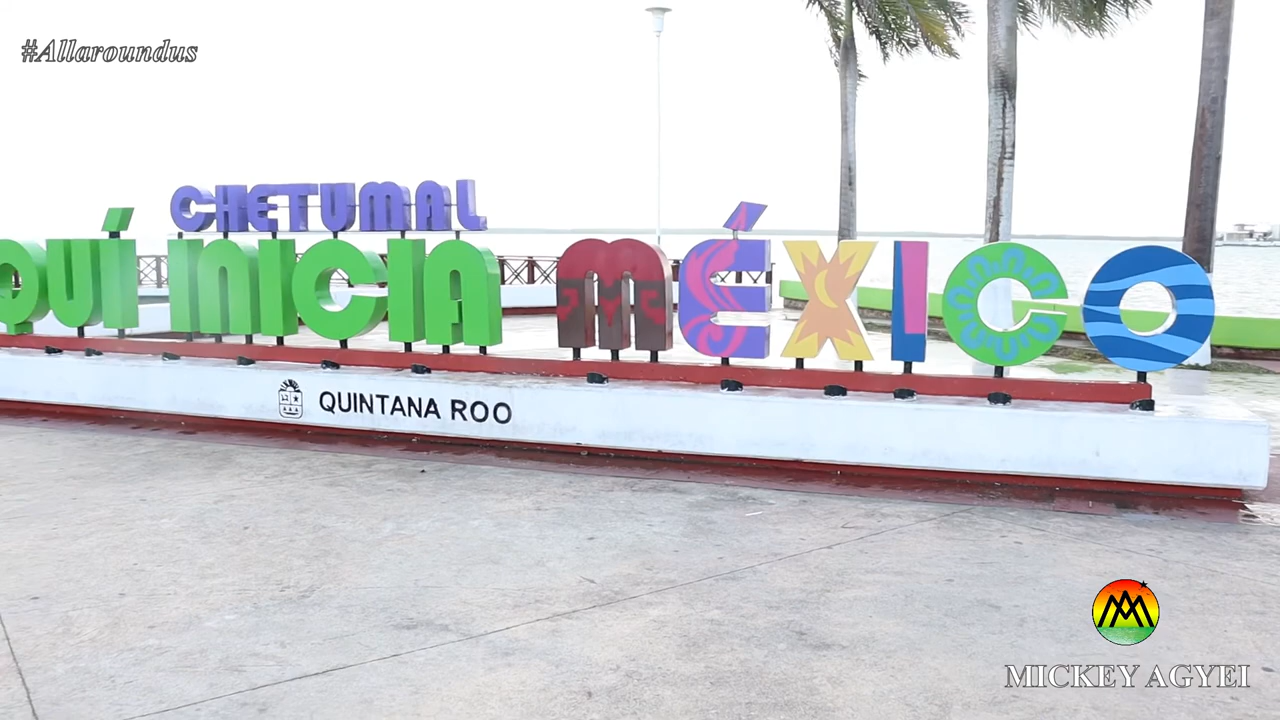 #Allaroundus
CHETUMAL
QUÍ INICIA MÉXICO
QUINTANA ROO
MICKEY AGYEI